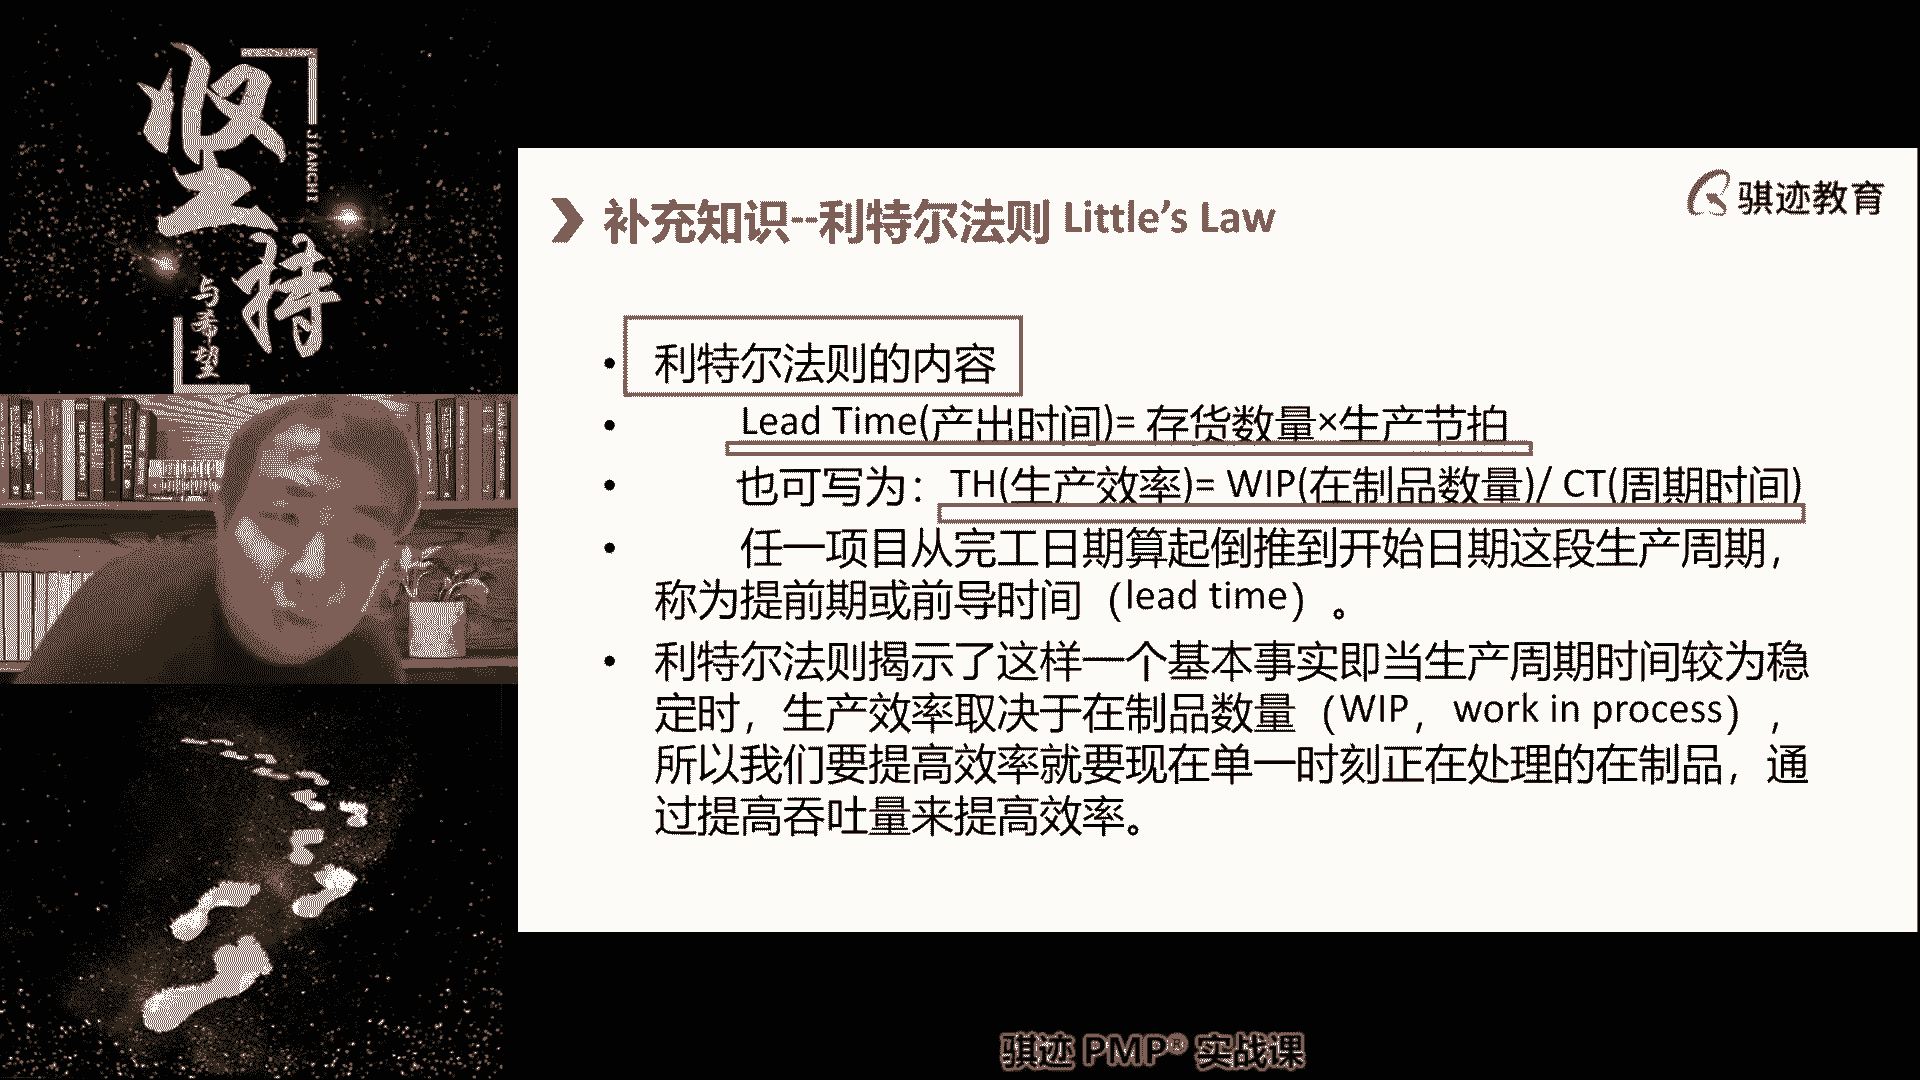 坚持
JIANCHI
与希望
骐迹教育
补充知识--利特尔法则 Little's Law
• 利特尔法则的内容
• Lead Time(产出时间)= 存货数量×生产节拍
• 也可写为：TH(生产效率)= WIP(在制品数量)/ CT(周期时间)
• 任一项目从完工日期算起倒推到开始日期这段生产周期，
称为提前期或前导时间（lead time）。
• 利特尔法则揭示了这样一个基本事实即当生产周期时间较为稳
定时，生产效率取决于在制品数量（WIP，work in process），
所以我们要提高效率就要现在单一时刻正在处理的在制品，通
过提高吞吐量来提高效率。
骐迹 PMP® 实战课